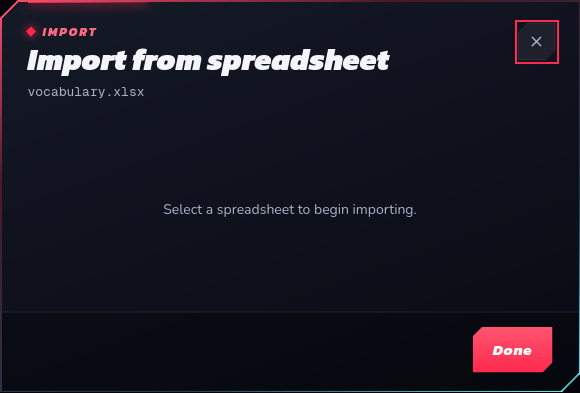 IMPORT
Import from spreadsheet
vocabulary.xlsx
Select a spreadsheet to begin importing.
Done